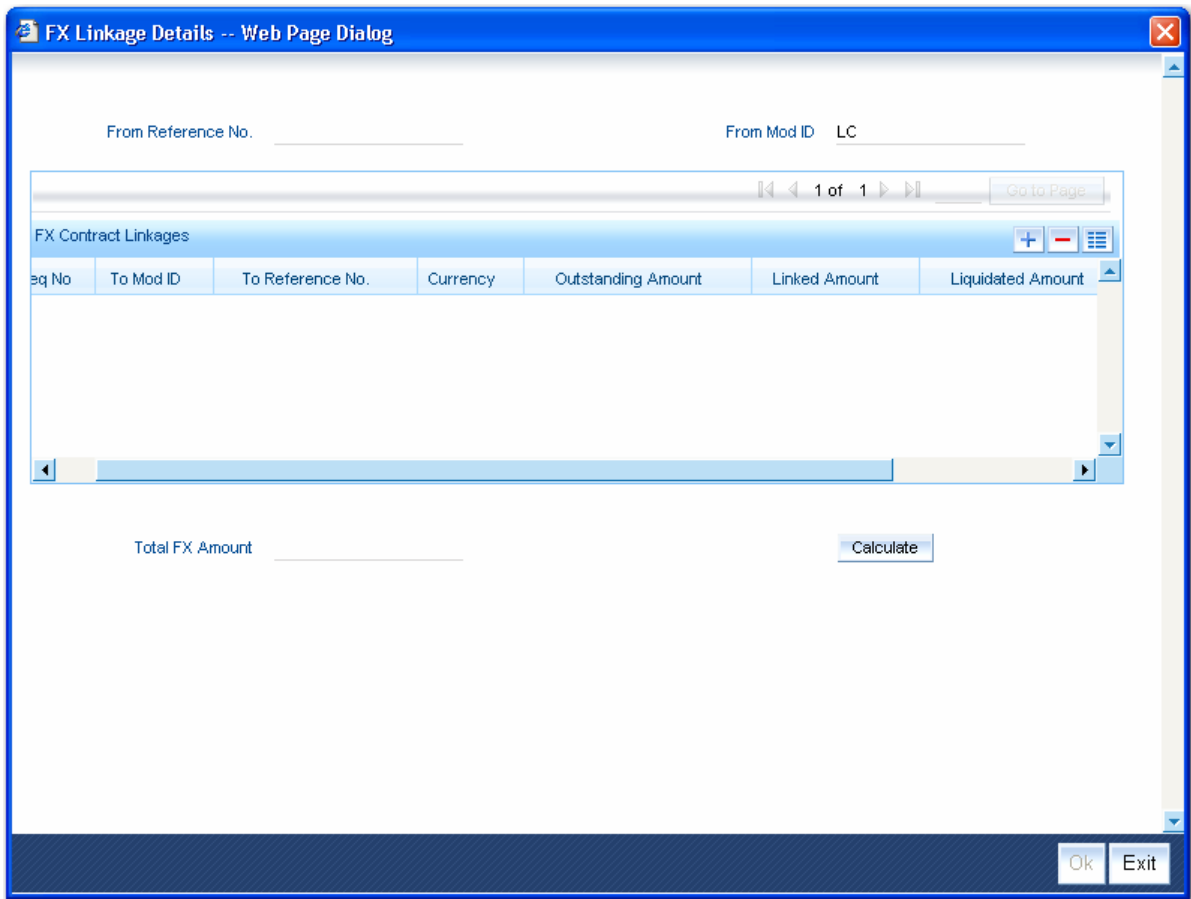 FX Linkage Details -- Web Page Dialog
From Reference No. From Mod ID LC
1 of 1 Go to Page
FX Contract Linkages
eq No To Mod ID To Reference No. Currency Outstanding Amount Linked Amount Liquidated Amount
Total FX Amount Calculate
Ok Exit